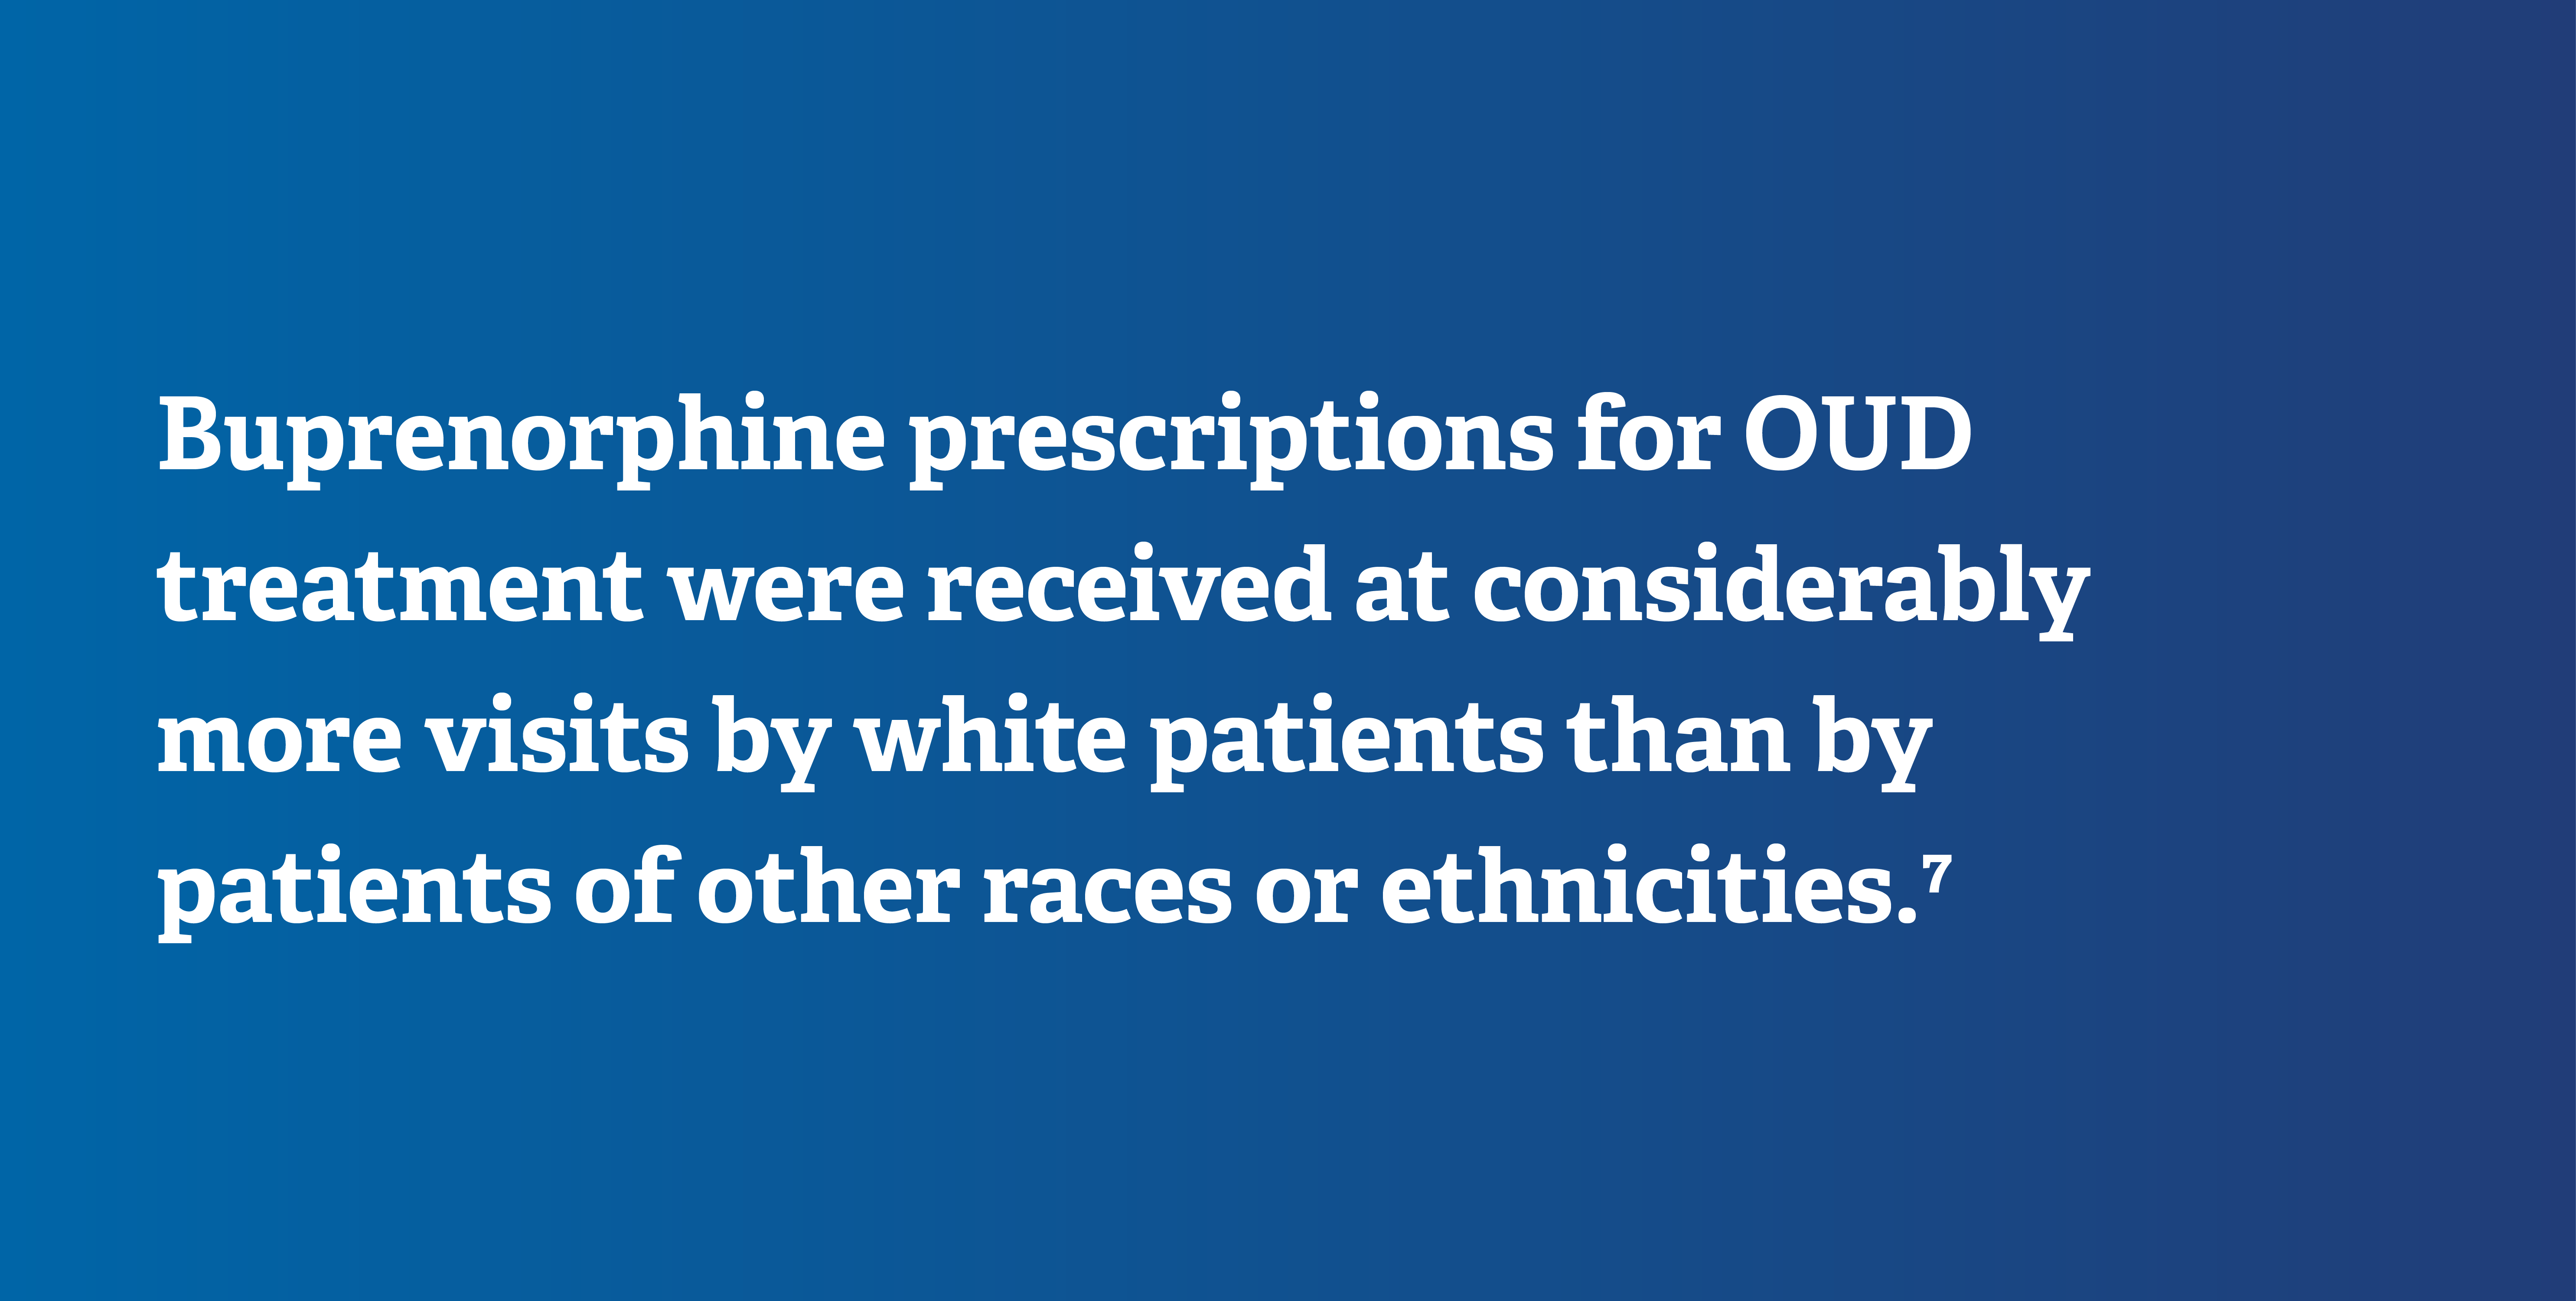 Buprenorphine prescriptions for OUD
treatment were received at considerably
more visits by white patients than by
patients of other races or ethnicities.⁷